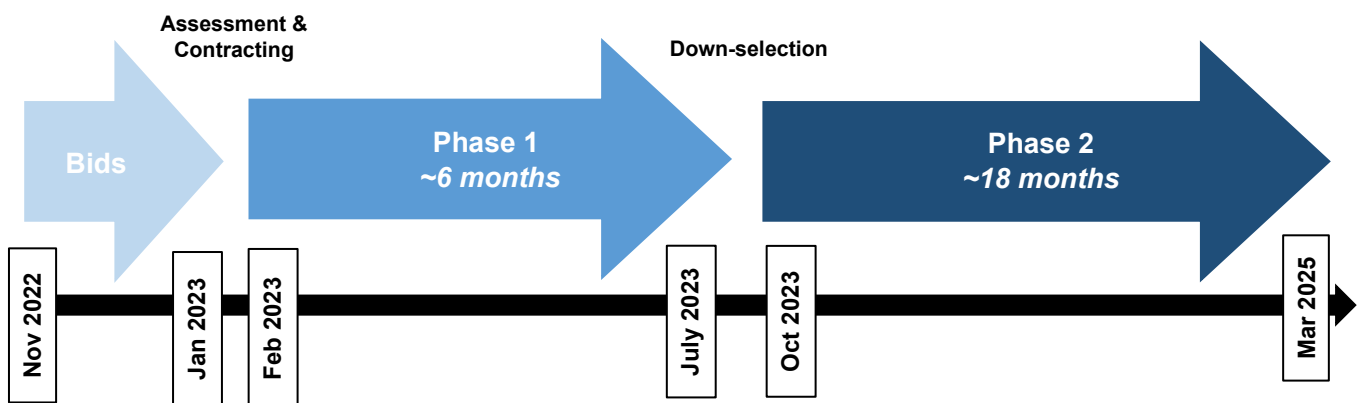 Assessment &
Contracting
Down-selection
Bids
Phase 1
~6 months
Phase 2
~18 months
Nov 2022
Jan 2023
Feb 2023
July 2023
Oct 2023
Mar 2025